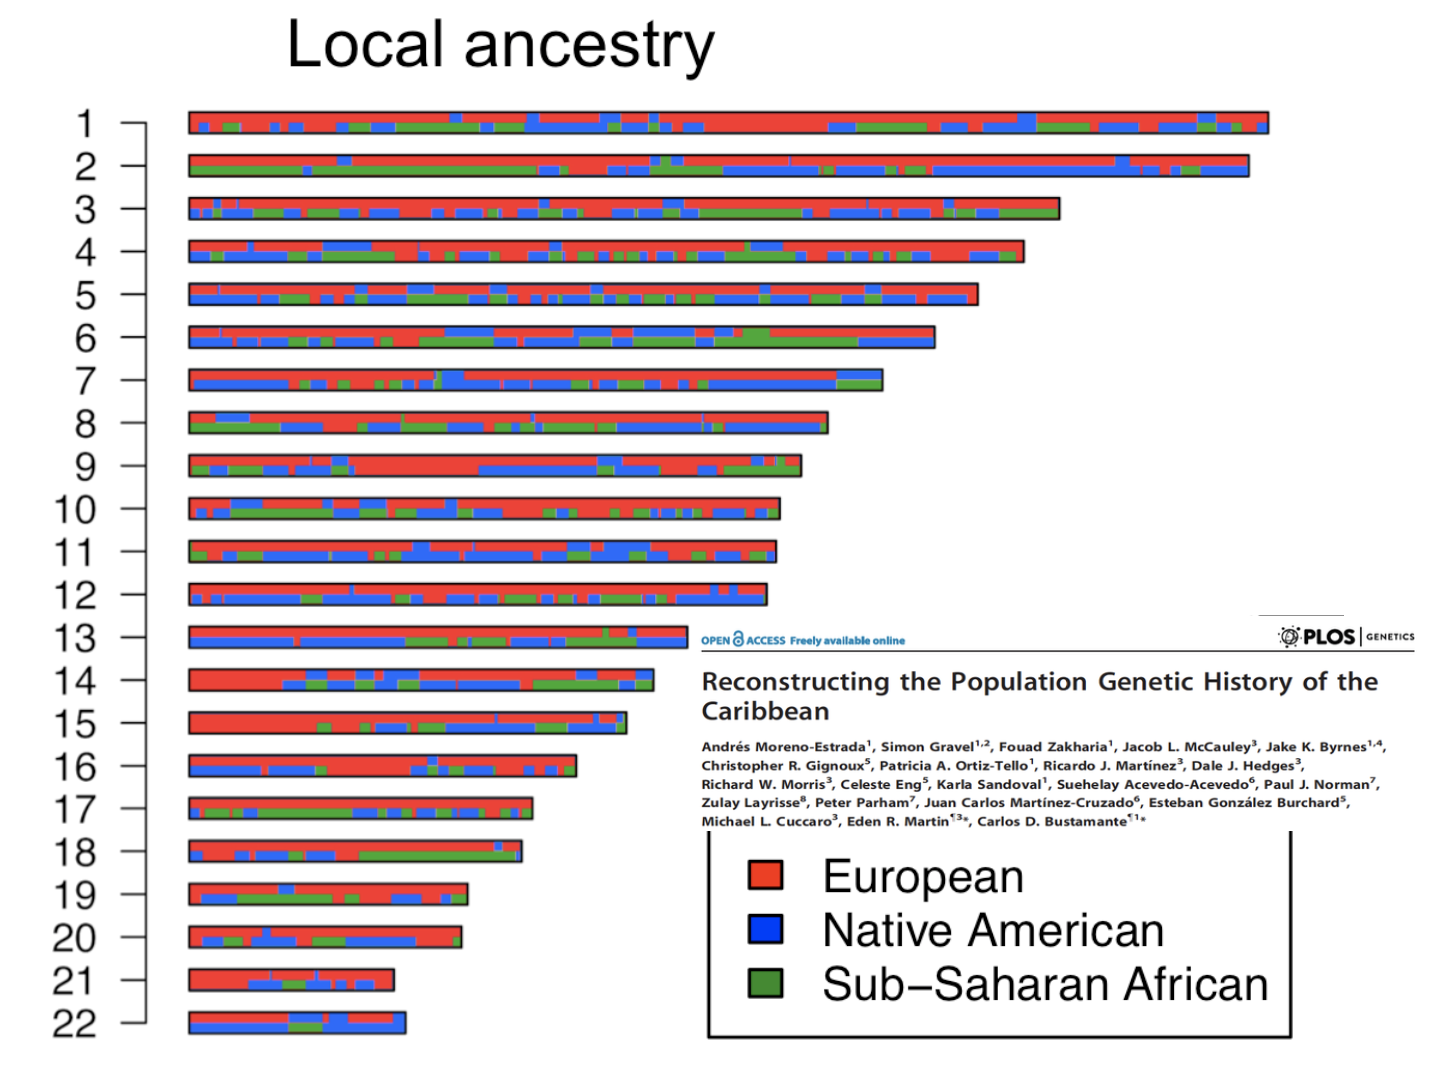 Local ancestry
1
2
3
4
5
6
7
8
9
10
11
12
13
14
15
16
17
18
19
20
21
22
OPEN ACCESS Freely available online
PLOS | GENETICS
Reconstructing the Population Genetic History of the
Caribbean
Andrés Moreno-Estrada¹, Simon Gravel¹,², Fouad Zakharia¹, Jacob L. McCauley³, Jake K. Byrnes¹,⁴,
Christopher R. Gignoux⁵, Patricia A. Ortiz-Tello¹, Ricardo J. Martínez³, Dale J. Hedges³,
Richard W. Morris³, Celeste Eng⁵, Karla Sandoval¹, Suehelay Acevedo-Acevedo⁶, Paul J. Norman⁷,
Zulay Layrisse⁸, Peter Parham⁷, Juan Carlos Martínez-Cruzado⁶, Esteban González Burchard⁵,
Michael L. Cuccaro³, Eden R. Martin¶³*, Carlos D. Bustamante¶¹*
European
Native American
Sub-Saharan African